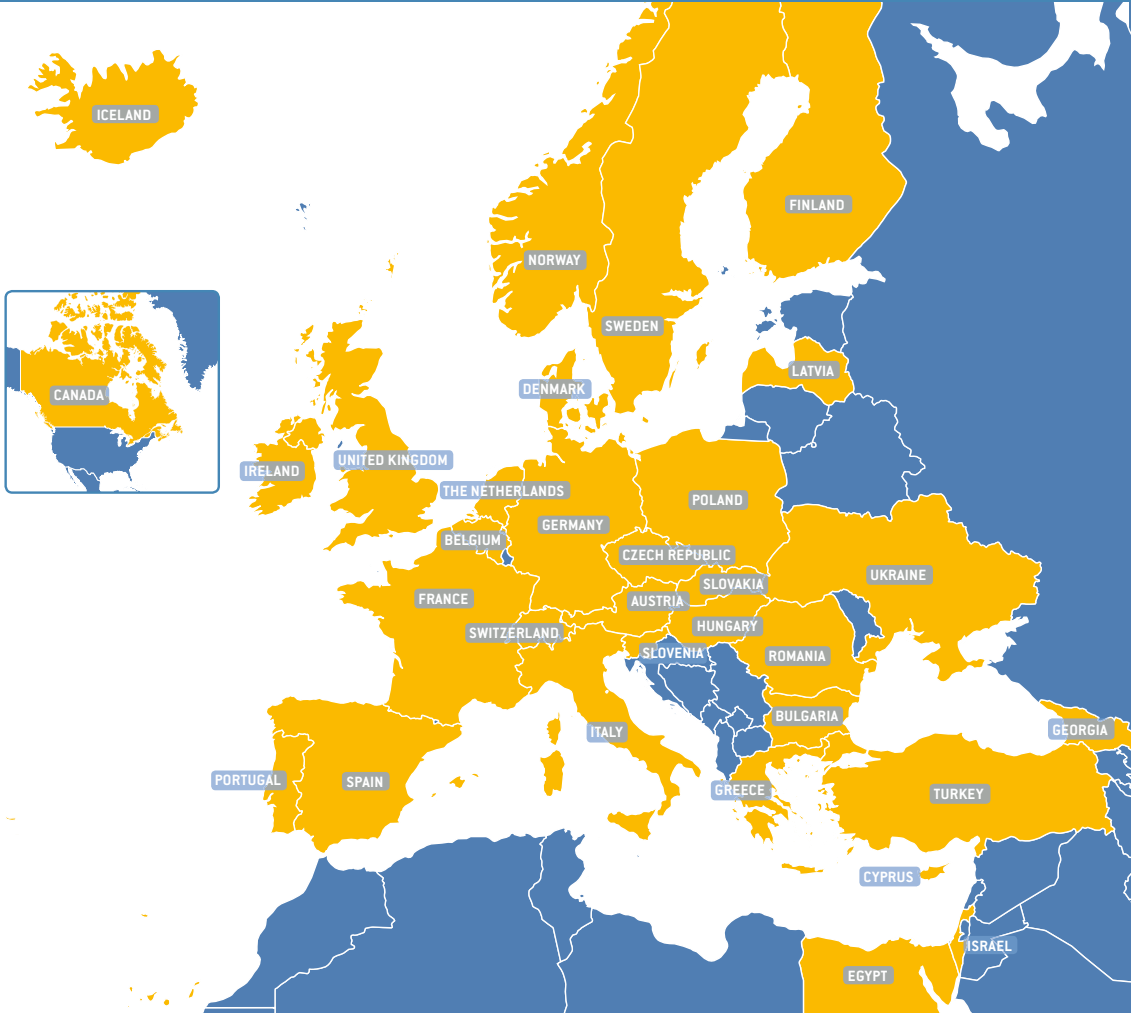 ICELAND
FINLAND
NORWAY
SWEDEN
LATVIA
DENMARK
CANADA
UNITED KINGDOM
IRELAND
THE NETHERLANDS
POLAND
GERMANY
BELGIUM
CZECH REPUBLIC
UKRAINE
SLOVAKIA
FRANCE
AUSTRIA
HUNGARY
SWITZERLAND
SLOVENIA
ROMANIA
BULGARIA
GEORGIA
ITALY
PORTUGAL
SPAIN
GREECE
TURKEY
CYPRUS
ISRAEL
EGYPT